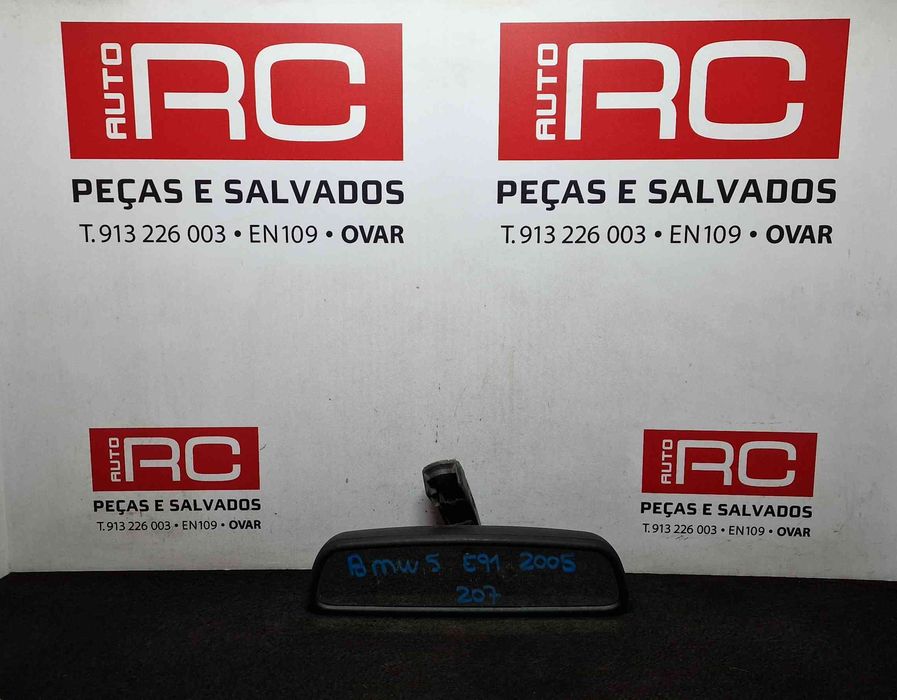 AUTO RC
PEÇAS E SALVADOS
T. 913 226 003 • EN109 • OVAR
AUTO RC
PEÇAS E SALVADOS
T. 913 226 003 • EN109 • OVAR
AUTO RC
PEÇAS E SALVADOS
T. 913 226 003 • EN109 • OVAR
AUTO RC
PEÇAS E SALVADOS
T. 913 226 003 • EN109 • OVAR
Bmw 5 E91 2005
207